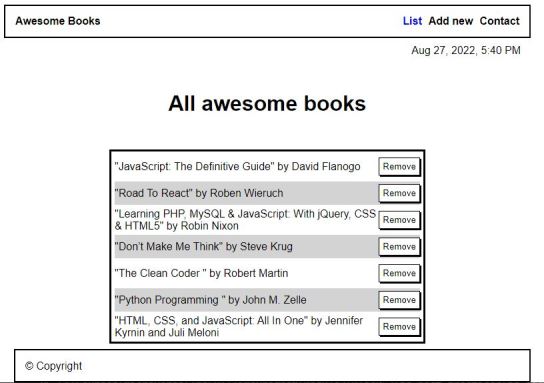 Awesome Books List Add new Contact
Aug 27, 2022, 5:40 PM
All awesome books
"JavaScript: The Definitive Guide" by David Flanogo Remove
"Road To React" by Roben Wieruch Remove
"Learning PHP, MySQL & JavaScript: With jQuery, CSS
& HTML5" by Robin Nixon Remove
"Don't Make Me Think" by Steve Krug Remove
"The Clean Coder " by Robert Martin Remove
"Python Programming " by John M. Zelle Remove
"HTML, CSS, and JavaScript: All In One" by Jennifer
Kyrnin and Juli Meloni Remove
© Copyright